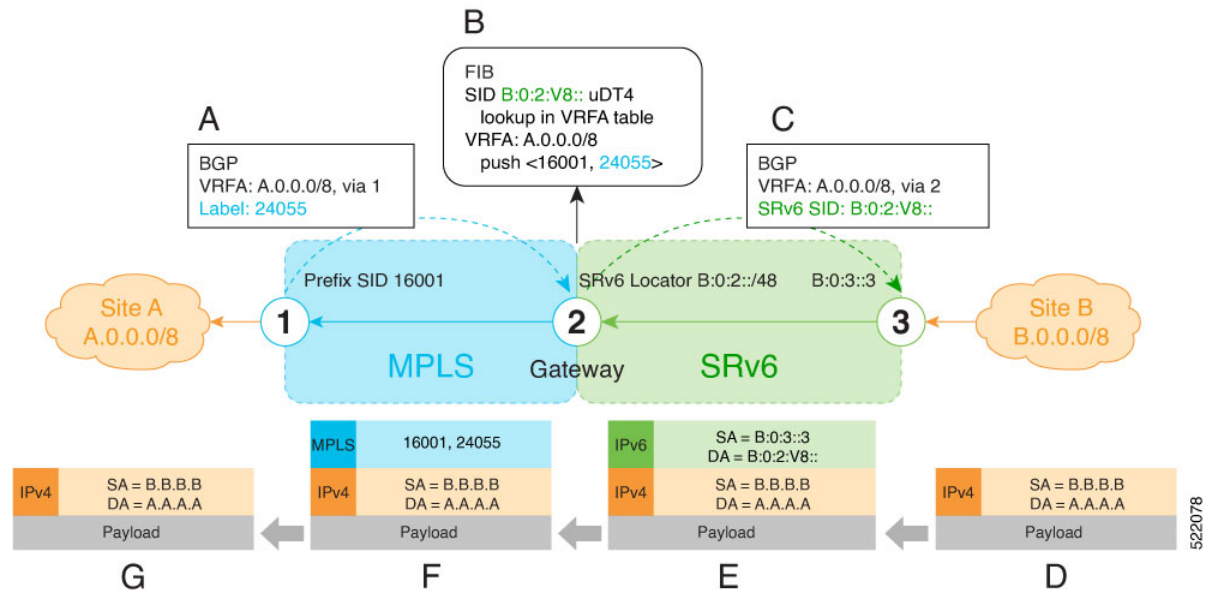 B
FIB
SID B:0:2:V8:: uDT4
lookup in VRFA table
VRFA: A.0.0.0/8
push <16001, 24055>
A
BGP
VRFA: A.0.0.0/8, via 1
Label: 24055
C
BGP
VRFA: A.0.0.0/8, via 2
SRv6 SID: B:0:2:V8::
Prefix SID 16001
SRv6 Locator B:0:2::/48
B:0:3::3
Site A
A.0.0.0/8
1
2
3
Site B
B.0.0.0/8
MPLS
Gateway
SRv6
IPv4
SA = B.B.B.B
DA = A.A.A.A
Payload
G
MPLS
16001, 24055
IPv4
SA = B.B.B.B
DA = A.A.A.A
Payload
F
IPv6
SA = B:0:3::3
DA = B:0:2:V8::
IPv4
SA = B.B.B.B
DA = A.A.A.A
Payload
E
IPv4
SA = B.B.B.B
DA = A.A.A.A
Payload
D
522078